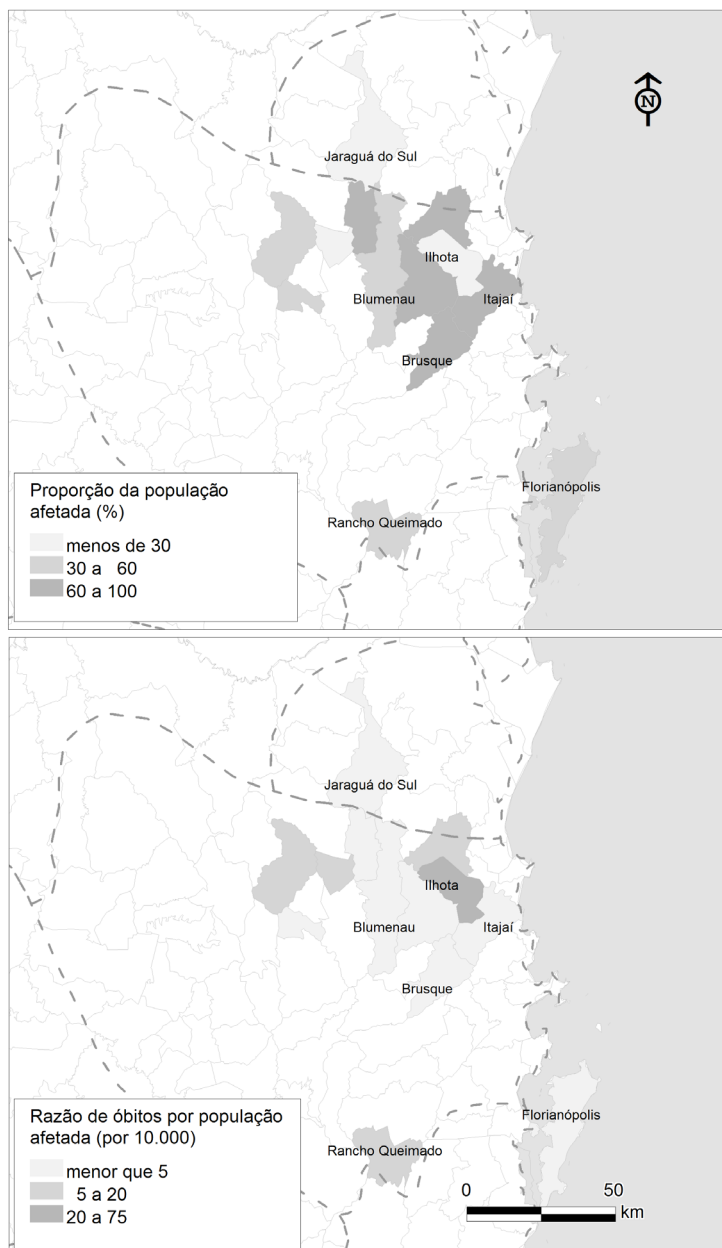 N
Jaraguá do Sul
Ilhota
Blumenau
Itajaí
Brusque
Florianópolis
Rancho Queimado
Proporção da população
afetada (%)
menos de 30
30 a 60
60 a 100
Jaraguá do Sul
Ilhota
Blumenau
Itajaí
Brusque
Florianópolis
Rancho Queimado
Razão de óbitos por população
afetada (por 10.000)
menor que 5
5 a 20
20 a 75
0 50
km